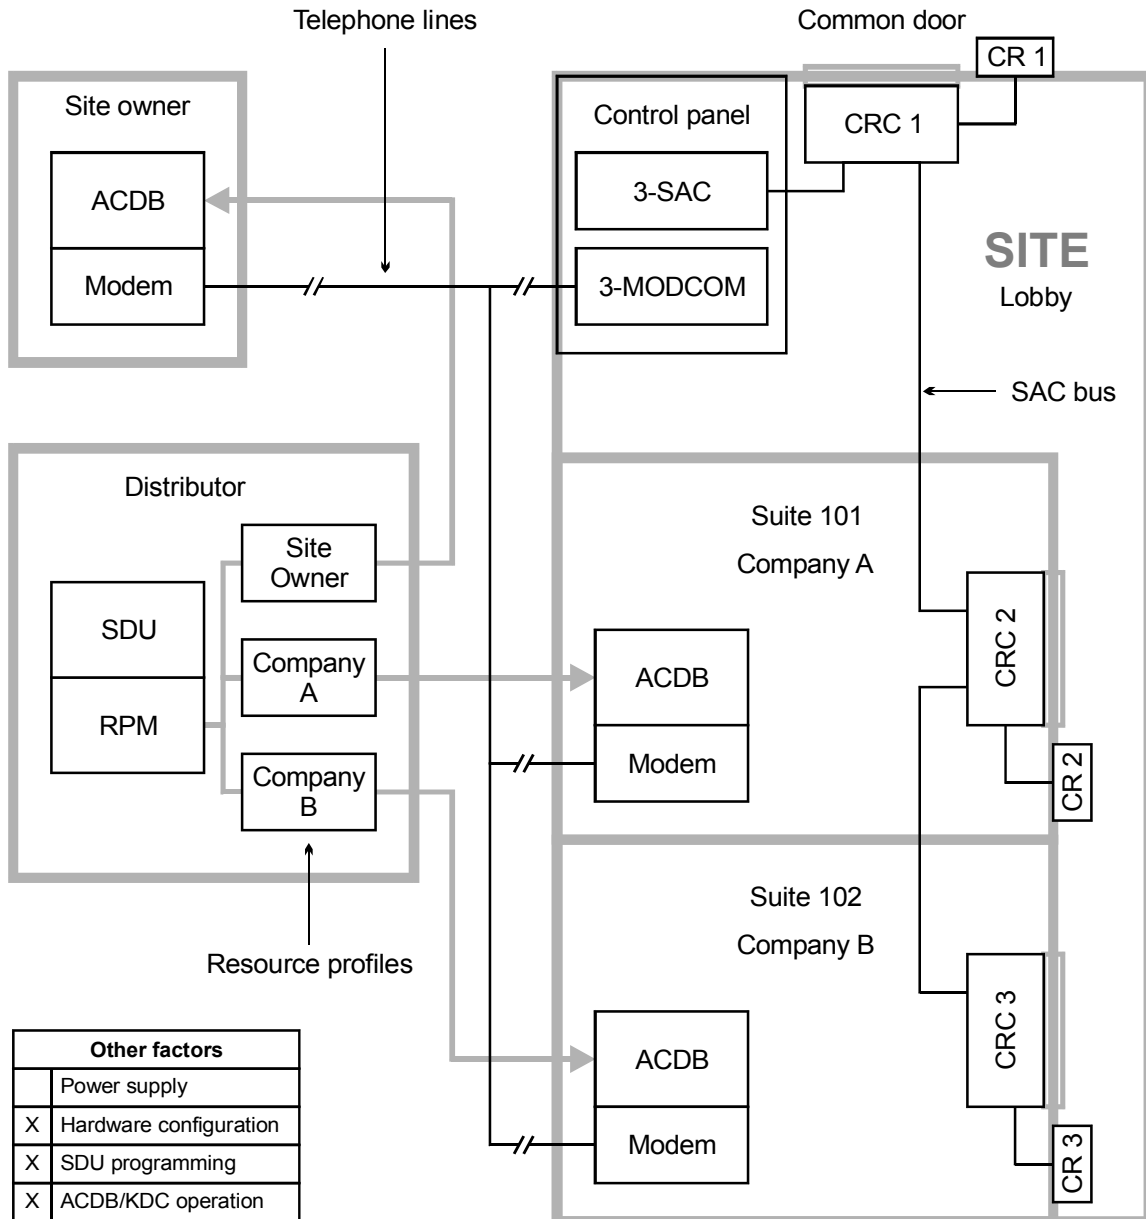 Telephone lines
Common door
CR 1
Site owner
ACDB
Modem
Control panel
3-SAC
3-MODCOM
CRC 1
SITE
Lobby
SAC bus
Distributor
SDU
RPM
Site
Owner
Company
A
Company
B
Resource profiles
Suite 101
Company A
ACDB
Modem
CRC 2
CR 2
Suite 102
Company B
ACDB
Modem
CRC 3
CR 3
Other factors
Power supply
X Hardware configuration
X SDU programming
X ACDB/KDC operation